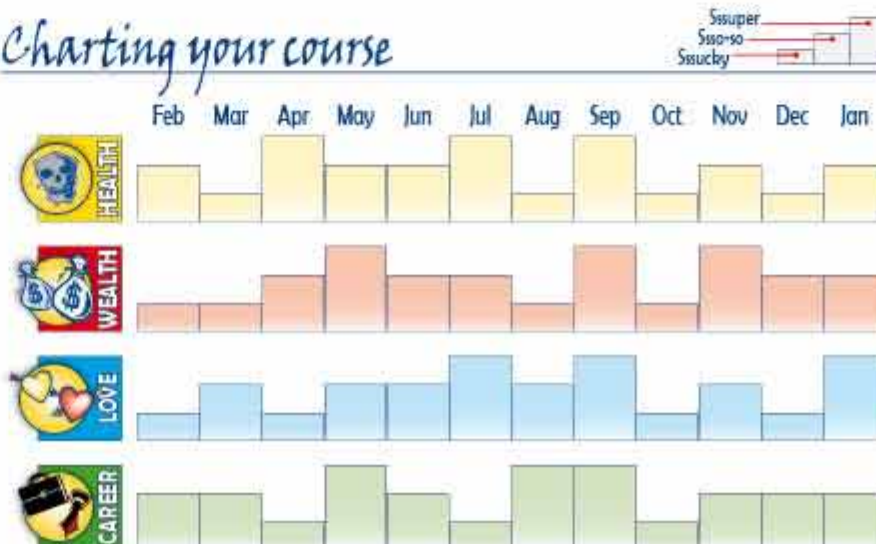 Charting your course
Sssuper
Ssso-so
Sssucky
Feb Mar Apr May Jun Jul Aug Sep Oct Nov Dec Jan
HEALTH
$ $
WEALTH
LOVE
CAREER